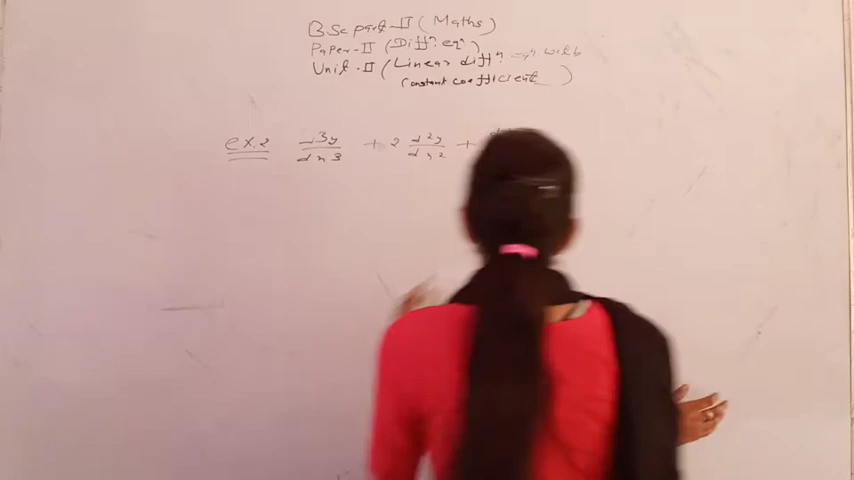 BSc part-II (Maths)
Paper-II (Diffⁿ. eqⁿ)
Unit-II (Linear diffⁿ eqⁿ with
constant coefficient)
ex.2 d3y/dx3 + 2 d2y/dx2 +